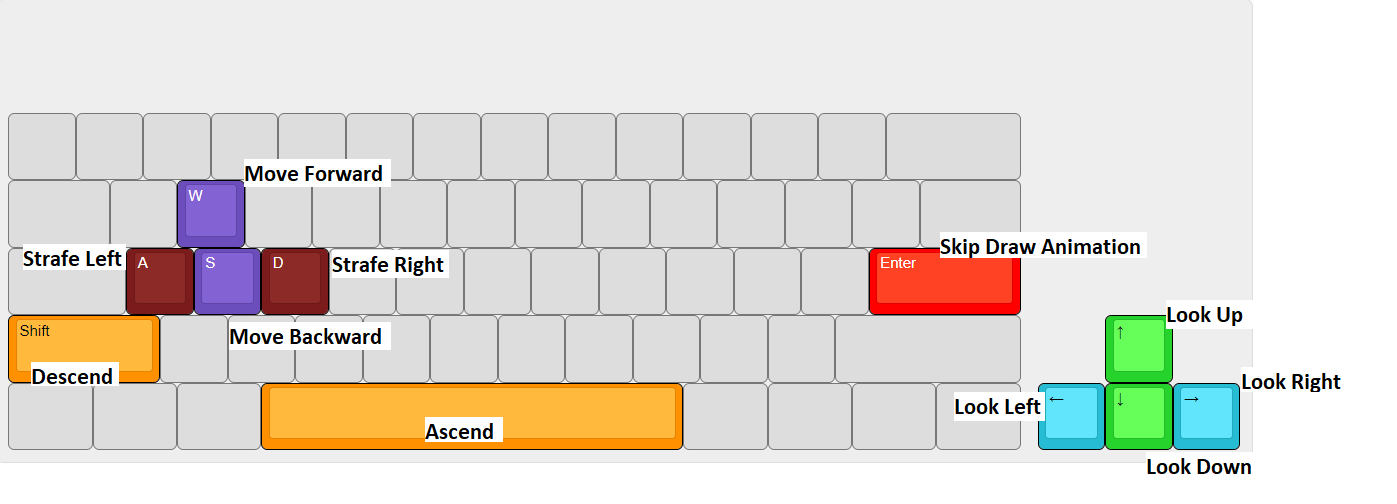 Move Forward
W
Strafe Left
A
S
D
Strafe Right
Skip Draw Animation
Enter
Shift
Move Backward
Descend
↑
Look Up
Ascend
Look Left
←
↓
→
Look Right
Look Down